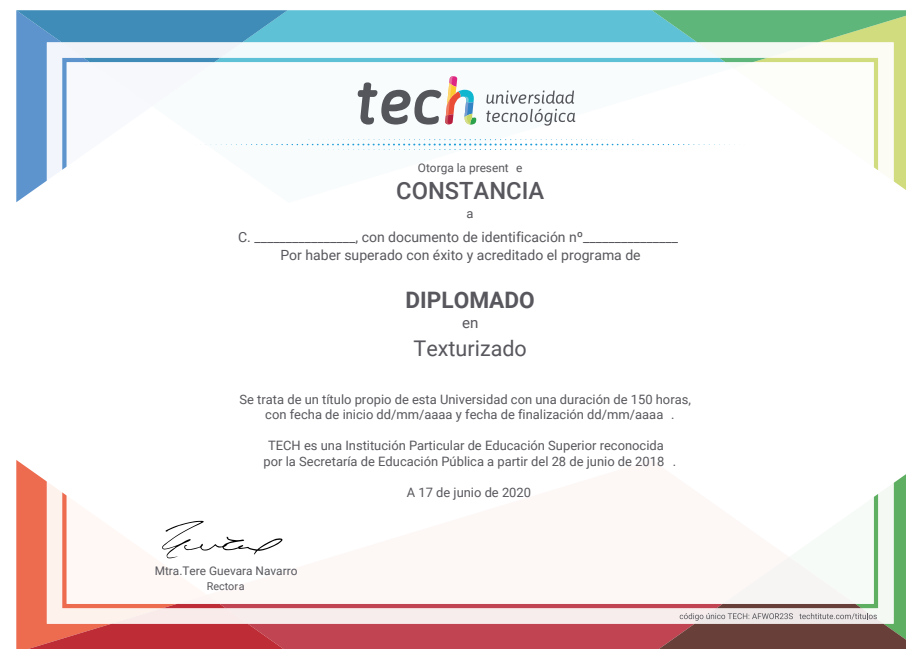 tech universidad
tecnológica
Otorga la present e
CONSTANCIA
a
C. _______________, con documento de identificación nº______________
Por haber superado con éxito y acreditado el programa de
DIPLOMADO
en
Texturizado
Se trata de un título propio de esta Universidad con una duración de 150 horas,
con fecha de inicio dd/mm/aaaa y fecha de finalización dd/mm/aaaa .
TECH es una Institución Particular de Educación Superior reconocida
por la Secretaría de Educación Pública a partir del 28 de junio de 2018 .
A 17 de junio de 2020
Mtra.Tere Guevara Navarro
Rectora
código único TECH: AFWOR23S techtitute.com/titulos